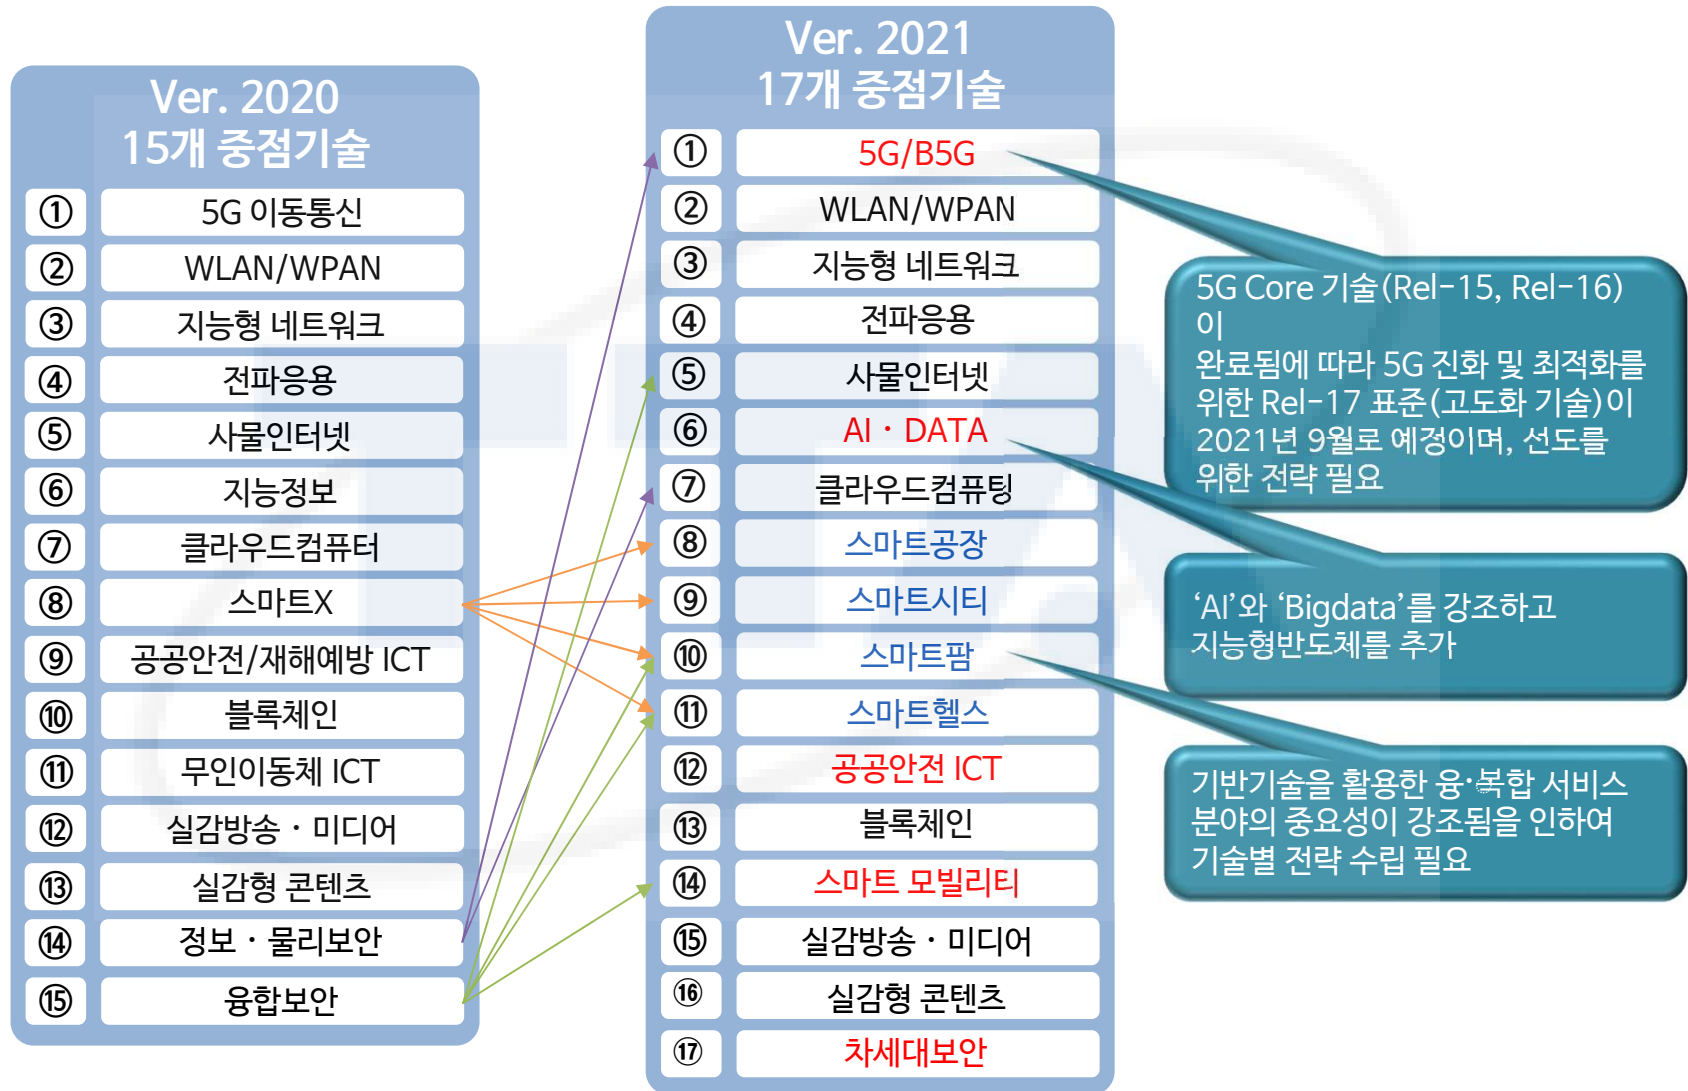 Ver. 2020
15개 중점기술
① 5G 이동통신
② WLAN/WPAN
③ 지능형 네트워크
④ 전파응용
⑤ 사물인터넷
⑥ 지능정보
⑦ 클라우드컴퓨터
⑧ 스마트X
⑨ 공공안전/재해예방 ICT
⑩ 블록체인
⑪ 무인이동체 ICT
⑫ 실감방송・미디어
⑬ 실감형 콘텐츠
⑭ 정보・물리보안
⑮ 융합보안
Ver. 2021
17개 중점기술
① 5G/B5G
② WLAN/WPAN
③ 지능형 네트워크
④ 전파응용
⑤ 사물인터넷
⑥ AI・DATA
⑦ 클라우드컴퓨팅
⑧ 스마트공장
⑨ 스마트시티
⑩ 스마트팜
⑪ 스마트헬스
⑫ 공공안전 ICT
⑬ 블록체인
⑭ 스마트 모빌리티
⑮ 실감방송・미디어
⑯ 실감형 콘텐츠
⑰ 차세대보안
5G Core 기술(Rel-15, Rel-16)
이
완료됨에 따라 5G 진화 및 최적화를
위한 Rel-17 표준(고도화 기술)이
2021년 9월로 예정이며, 선도를
위한 전략 필요
‘AI’와 ‘Bigdata’를 강조하고
지능형반도체를 추가
기반기술을 활용한 융·복합 서비스
분야의 중요성이 강조됨을 인하여
기술별 전략 수립 필요
TTA